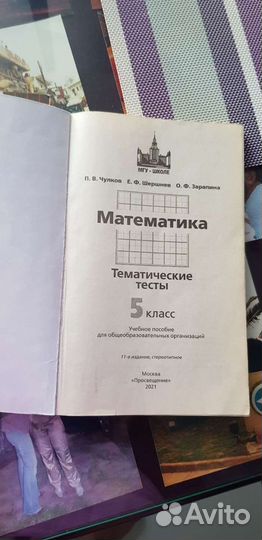 МГУ - ШКОЛЕ
П. В. Чулков Е. Ф. Шершнев О. Ф. Зарапина
Математика
Тематические
тесты
5 класс
Учебное пособие
для общеобразовательных организаций
11-е издание, стереотипное
Москва
«Просвещение»
2021
Avito